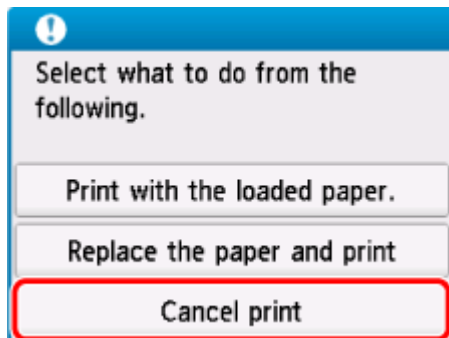 Select what to do from the
following.
Print with the loaded paper.
Replace the paper and print
Cancel print